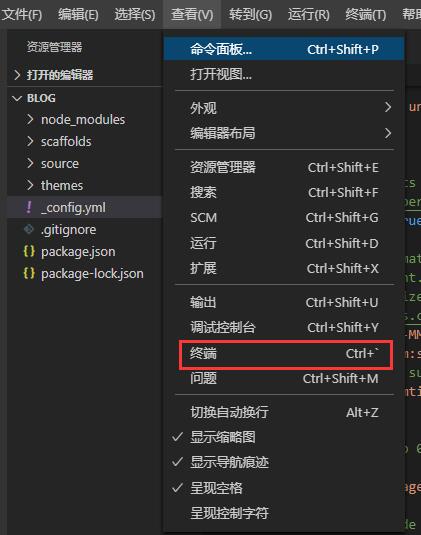 文件(F) 编辑(E) 选择(S) 查看(V) 转到(G) 运行(R) 终端(T) 帮助
资源管理器
打开的编辑器
BLOG
node_modules
scaffolds
source
themes
! _config.yml
.gitignore
{} package.json
{} package-lock.json
命令面板... Ctrl+Shift+P
打开视图...
外观
编辑器布局
资源管理器 Ctrl+Shift+E
搜索 Ctrl+Shift+F
SCM Ctrl+Shift+G
运行 Ctrl+Shift+D
扩展 Ctrl+Shift+X
输出 Ctrl+Shift+U
调试控制台 Ctrl+Shift+Y
终端 Ctrl+`
问题 Ctrl+Shift+M
切换自动换行 Alt+Z
显示缩略图
显示导航痕迹
呈现空格
呈现控制字符